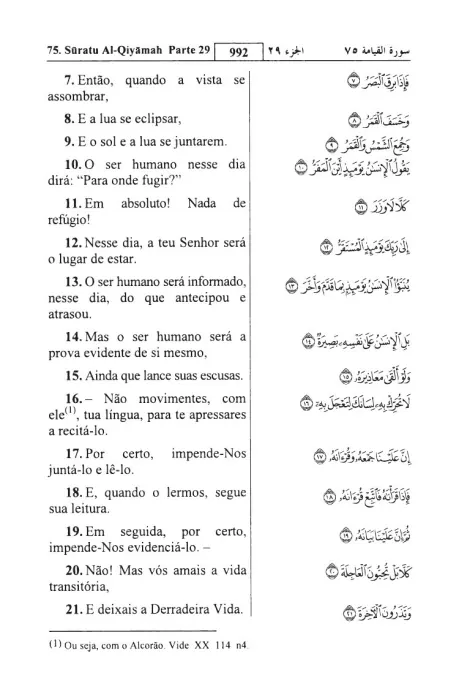 75. Sūratu Al-Qiyāmah Parte 29 | 992 | الجزء ٢٩ سورة القيامة ٧٥
7. Então, quando a vista se
assombrar,
فَإِذَا بَرِقَ ٱلْبَصَرُ ٧
8. E a lua se eclipsar,
وَخَسَفَ ٱلْقَمَرُ ٨
9. E o sol e a lua se juntarem.
وَجُمِعَ ٱلشَّمْسُ وَٱلْقَمَرُ ٩
10. O ser humano nesse dia
dirá: “Para onde fugir?”
يَقُولُ ٱلْإِنسَٰنُ يَوْمَئِذٍ أَيْنَ ٱلْمَفَرُّ ١٠
11. Em absoluto! Nada de
refúgio!
كَلَّا لَا وَزَرَ ١١
12. Nesse dia, a teu Senhor será
o lugar de estar.
إِلَىٰ رَبِّكَ يَوْمَئِذٍ ٱلْمُسْتَقَرُّ ١٢
13. O ser humano será informado,
nesse dia, do que antecipou e
atrasou.
يُنَبَّؤُا۟ ٱلْإِنسَٰنُ يَوْمَئِذٍۭ بِمَا قَدَّمَ وَأَخَّرَ ١٣
14. Mas o ser humano será a
prova evidente de si mesmo,
بَلِ ٱلْإِنسَٰنُ عَلَىٰ نَفْسِهِۦ بَصِيرَةٌ ١٤
15. Ainda que lance suas escusas.
وَلَوْ أَلْقَىٰ مَعَاذِيرَهُۥ ١٥
16. – Não movimentes, com
ele(1), tua língua, para te apressares
a recitá-lo.
لَا تُحَرِّكْ بِهِۦ لِسَانَكَ لِتَعْجَلَ بِهِۦٓ ١٦
17. Por certo, impende-Nos
juntá-lo e lê-lo.
إِنَّ عَلَيْنَا جَمْعَهُۥ وَقُرْءَانَهُۥ ١٧
18. E, quando o lermos, segue
sua leitura.
فَإِذَا قَرَأْنَٰهُ فَٱتَّبِعْ قُرْءَانَهُۥ ١٨
19. Em seguida, por certo,
impende-Nos evidenciá-lo. –
ثُمَّ إِنَّ عَلَيْنَا بَيَانَهُۥ ١٩
20. Não! Mas vós amais a vida
transitória,
كَلَّا بَلْ تُحِبُّونَ ٱلْعَاجِلَةَ ٢٠
21. E deixais a Derradeira Vida.
وَتَذَرُونَ ٱلْءَاخِرَةَ ٢١
(1) Ou seja, com o Alcorão. Vide XX 114 n4.